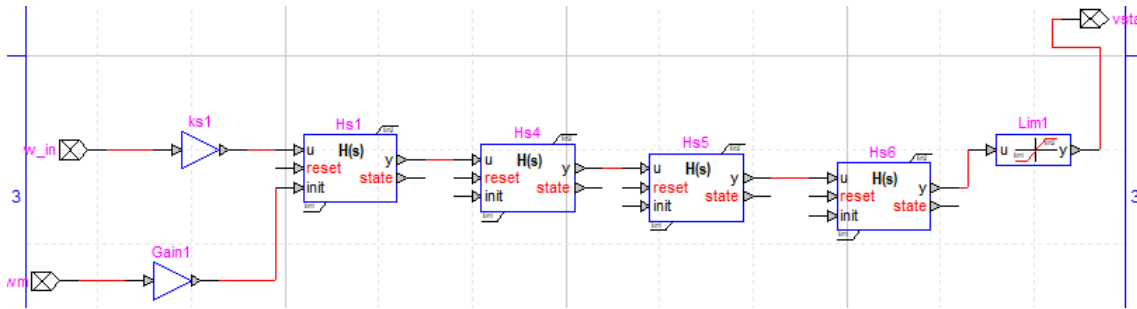 vsta
ks1
Hs1
Hs4
Hs5
Hs6
Lim1
w_in
u H(s) y
reset state
init
u H(s) y
reset state
init
u H(s) y
reset state
init
u H(s) y
reset state
init
u y
3
3
Gain1
wm